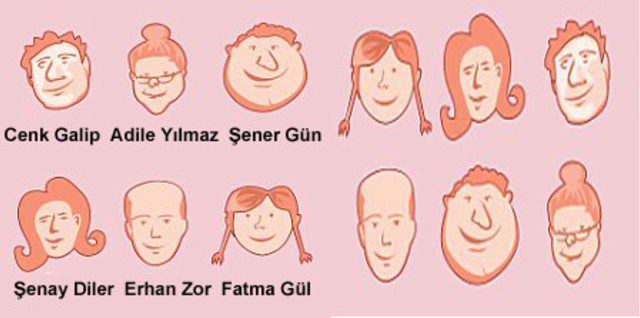 Cenk Galip Adile Yılmaz Şener Gün
Şenay Diler Erhan Zor Fatma Gül